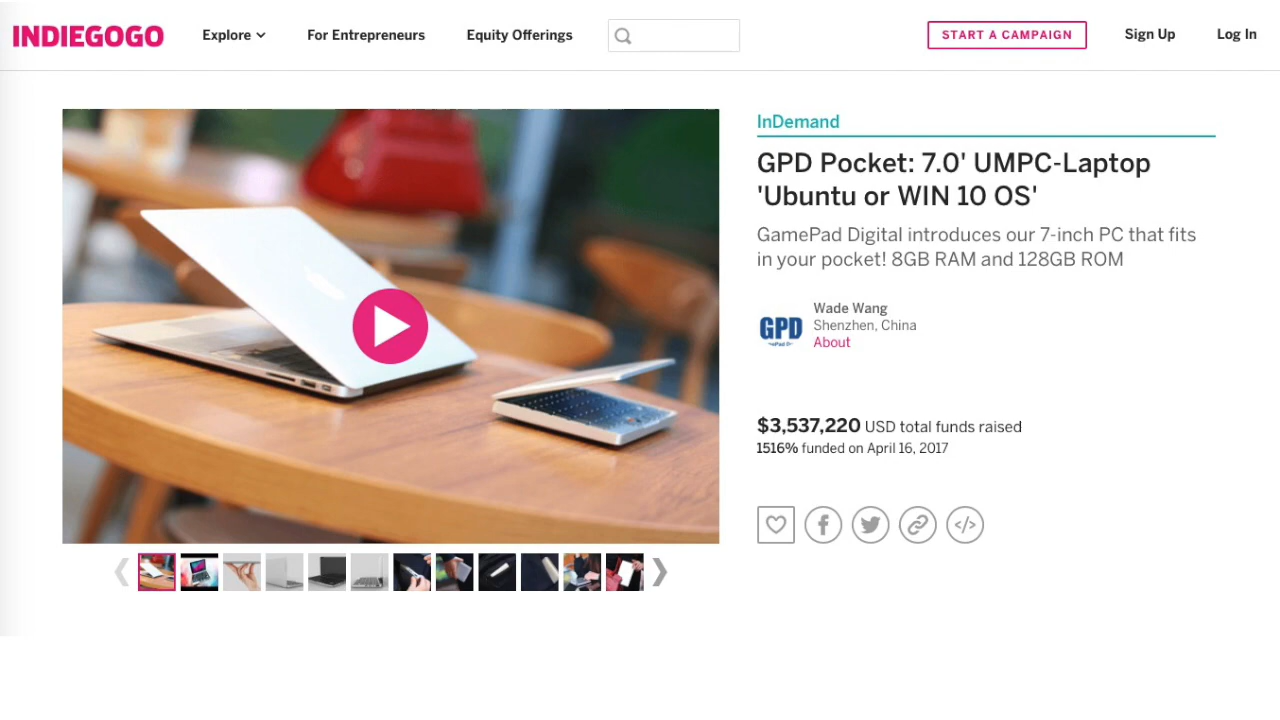 INDIEGOGO
Explore
For Entrepreneurs
Equity Offerings
START A CAMPAIGN
Sign Up
Log In
InDemand
GPD Pocket: 7.0' UMPC-Laptop
'Ubuntu or WIN 10 OS'
GamePad Digital introduces our 7-inch PC that fits
in your pocket! 8GB RAM and 128GB ROM
GPD
Wade Wang
Shenzhen, China
About
$3,537,220 USD total funds raised
1516% funded on April 16, 2017